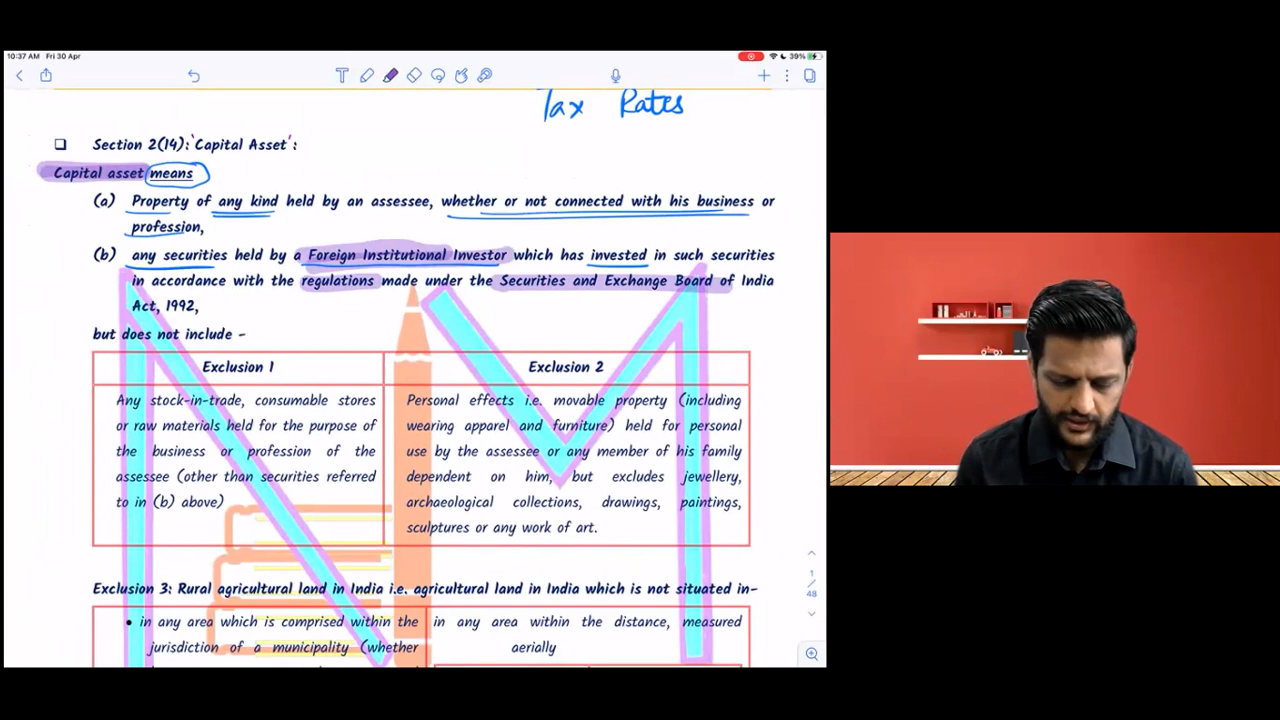 10:37 AM Fri 30 Apr
39%
Tax Rates
Section 2(14): 'Capital Asset':
Capital asset means
(a) Property of any kind held by an assessee, whether or not connected with his business or
profession,
(b) any securities held by a Foreign Institutional Investor which has invested in such securities
in accordance with the regulations made under the Securities and Exchange Board of India
Act, 1992,
but does not include -
Exclusion 1
Any stock-in-trade, consumable stores
or raw materials held for the purpose of
the business or profession of the
assessee (other than securities referred
to in (b) above)
Exclusion 2
Personal effects i.e. movable property (including
wearing apparel and furniture) held for personal
use by the assessee or any member of his family
dependent on him, but excludes jewellery,
archaeological collections, drawings, paintings,
sculptures or any work of art.
Exclusion 3: Rural agricultural land in India i.e. agricultural land in India which is not situated in-
• in any area which is comprised within the
jurisdiction of a municipality (whether
in any area within the distance, measured
aerially
1
/
48